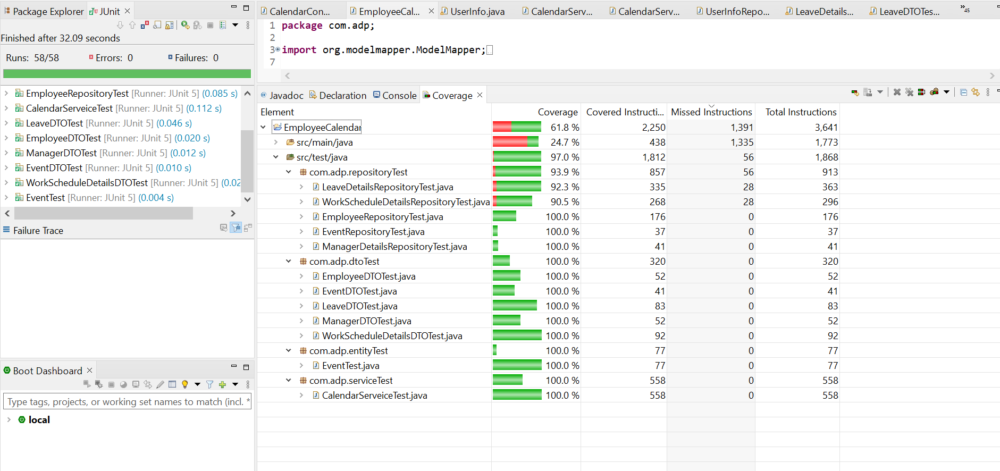 Package Explorer JUnit
Finished after 32.09 seconds
Runs: 58/58 Errors: 0 Failures: 0
EmployeeRepositoryTest [Runner: JUnit 5] (0.085 s)
CalendarServeiceTest [Runner: JUnit 5] (0.112 s)
LeaveDTOTest [Runner: JUnit 5] (0.046 s)
EmployeeDTOTest [Runner: JUnit 5] (0.020 s)
ManagerDTOTest [Runner: JUnit 5] (0.012 s)
EventDTOTest [Runner: JUnit 5] (0.010 s)
WorkScheduleDetailsDTOTest [Runner: JUnit 5] (0.02
EventTest [Runner: JUnit 5] (0.004 s)
Failure Trace
Boot Dashboard
Type tags, projects, or working set names to match (incl. *
local
CalendarCon... EmployeeCal... UserInfo.java CalendarServ... CalendarServ... UserInfoRepo... LeaveDetails... LeaveDTOTes... »45
1 package com.adp;
2
3 import org.modelmapper.ModelMapper;
7
@ Javadoc Declaration Console Coverage
Element Coverage Covered Instructi... Missed Instructions Total Instructions
EmployeeCalendar 61.8 % 2,250 1,391 3,641
src/main/java 24.7 % 438 1,335 1,773
src/test/java 97.0 % 1,812 56 1,868
com.adp.repositoryTest 93.9 % 857 56 913
LeaveDetailsRepositoryTest.java 92.3 % 335 28 363
WorkScheduleDetailsRepositoryTest.java 90.5 % 268 28 296
EmployeeRepositoryTest.java 100.0 % 176 0 176
EventRepositoryTest.java 100.0 % 37 0 37
ManagerDetailsRepositoryTest.java 100.0 % 41 0 41
com.adp.dtoTest 100.0 % 320 0 320
EmployeeDTOTest.java 100.0 % 52 0 52
EventDTOTest.java 100.0 % 41 0 41
LeaveDTOTest.java 100.0 % 83 0 83
ManagerDTOTest.java 100.0 % 52 0 52
WorkScheduleDetailsDTOTest.java 100.0 % 92 0 92
com.adp.entityTest 100.0 % 77 0 77
EventTest.java 100.0 % 77 0 77
com.adp.serviceTest 100.0 % 558 0 558
CalendarServeiceTest.java 100.0 % 558 0 558